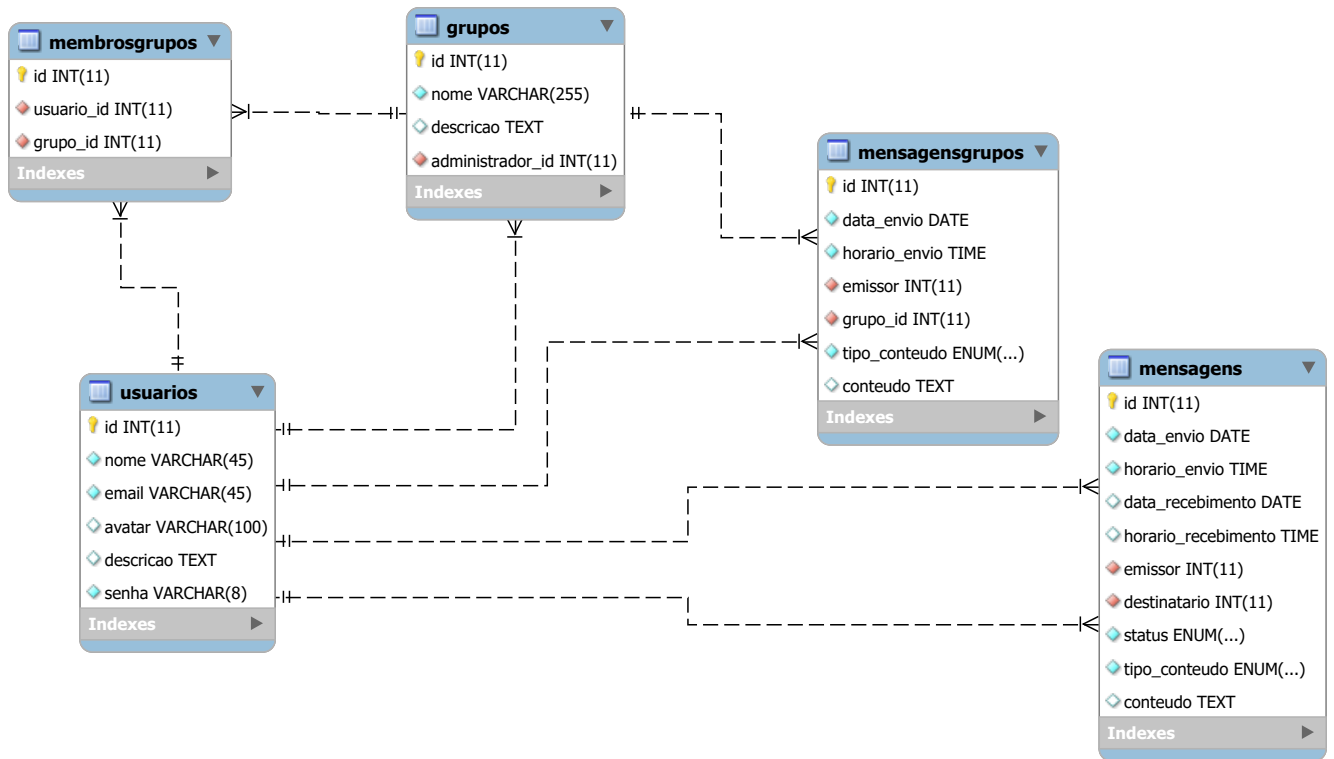 membrosgrupos
id INT(11)
usuario_id INT(11)
grupo_id INT(11)
Indexes
grupos
id INT(11)
nome VARCHAR(255)
descricao TEXT
administrador_id INT(11)
Indexes
mensagensgrupos
id INT(11)
data_envio DATE
horario_envio TIME
emissor INT(11)
grupo_id INT(11)
tipo_conteudo ENUM(...)
conteudo TEXT
Indexes
usuarios
id INT(11)
nome VARCHAR(45)
email VARCHAR(45)
avatar VARCHAR(100)
descricao TEXT
senha VARCHAR(8)
Indexes
mensagens
id INT(11)
data_envio DATE
horario_envio TIME
data_recebimento DATE
horario_recebimento TIME
emissor INT(11)
destinatario INT(11)
status ENUM(...)
tipo_conteudo ENUM(...)
conteudo TEXT
Indexes